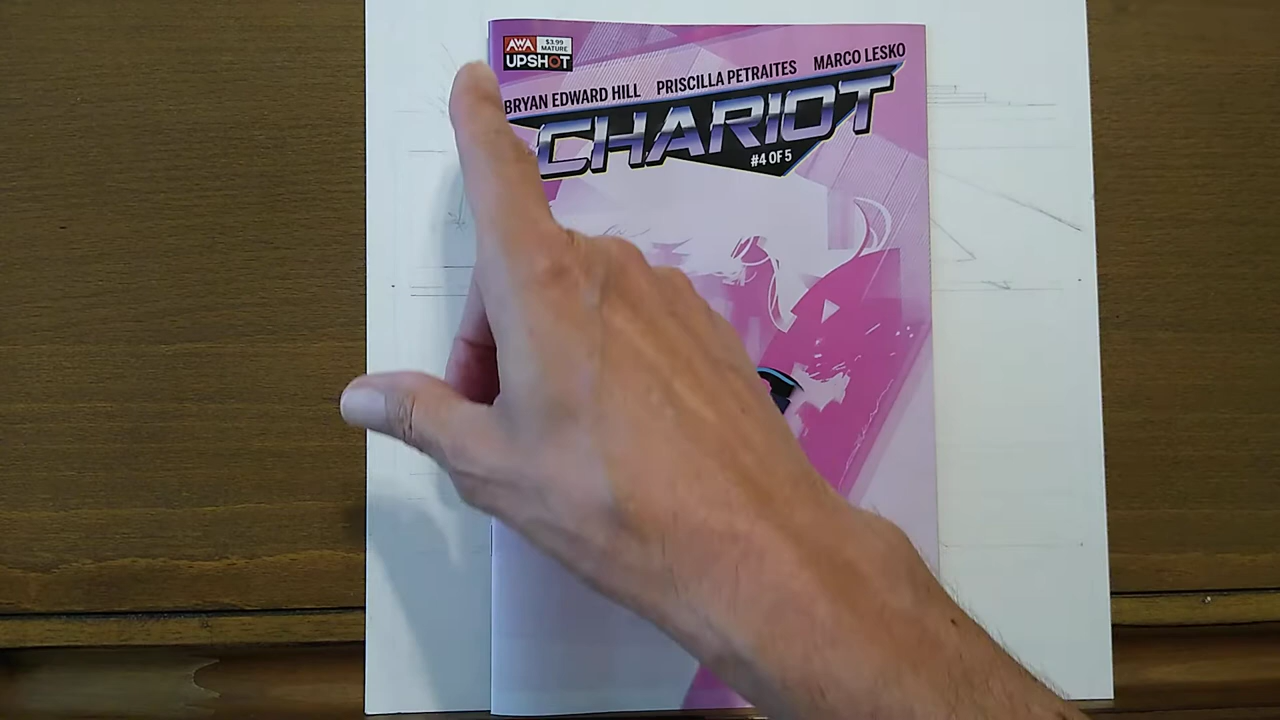 AWA
$3.99
MATURE
UPSHOT
BRYAN EDWARD HILL PRISCILLA PETRAITES MARCO LESKO
CHARIOT
#4 OF 5